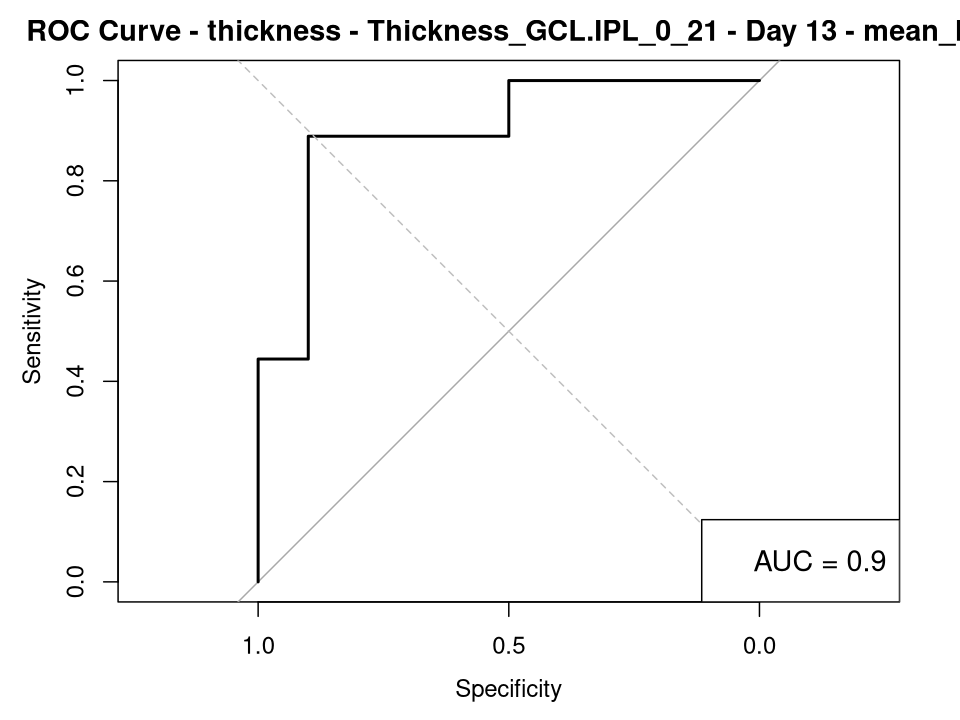 ROC Curve - thickness - Thickness_GCL.IPL_0_21 - Day 13 - mean_
1.0
0.8
0.6
0.4
0.2
0.0
Sensitivity
AUC = 0.9
1.0 0.5 0.0
Specificity